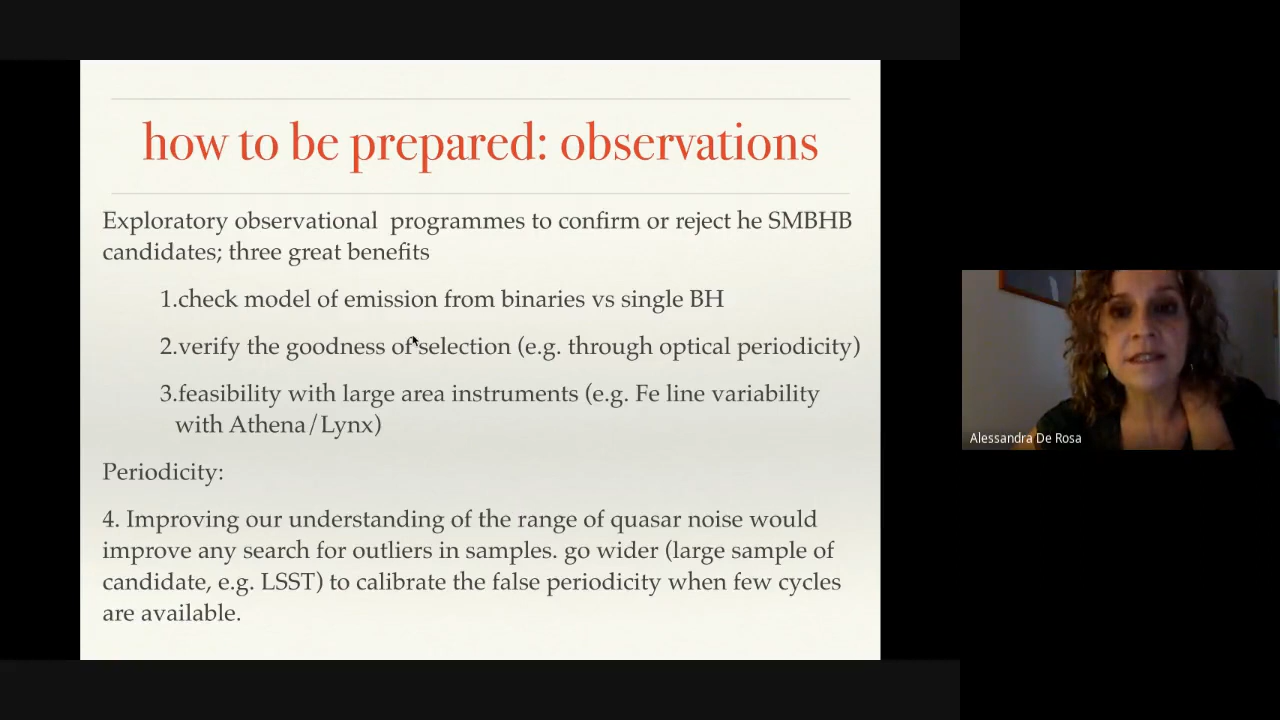 how to be prepared: observations
Exploratory observational programmes to confirm or reject he SMBHB
candidates; three great benefits
1.check model of emission from binaries vs single BH
2.verify the goodness of selection (e.g. through optical periodicity)
3.feasibility with large area instruments (e.g. Fe line variability
with Athena/Lynx)
Periodicity:
4. Improving our understanding of the range of quasar noise would
improve any search for outliers in samples. go wider (large sample of
candidate, e.g. LSST) to calibrate the false periodicity when few cycles
are available.
Alessandra De Rosa